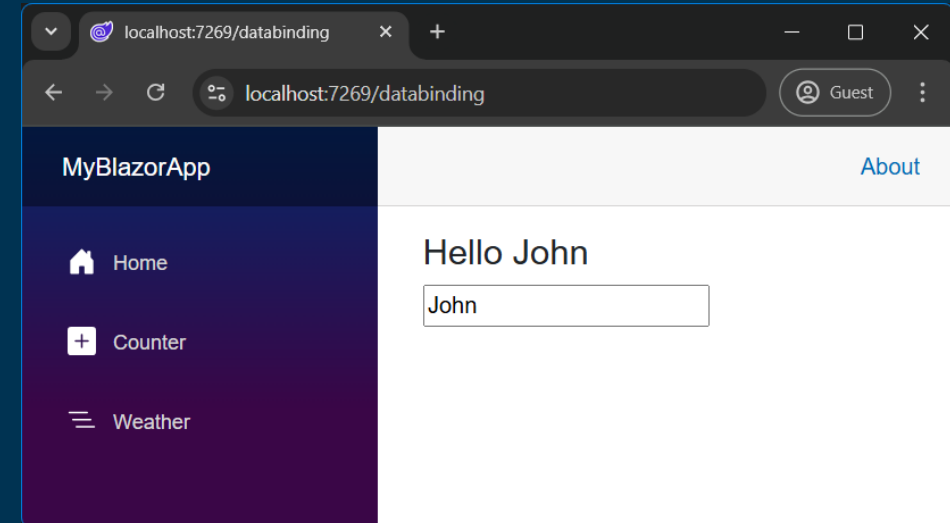 localhost:7269/databinding
localhost:7269/databinding
Guest
MyBlazorApp
About
Home
Counter
Weather
Hello John
John